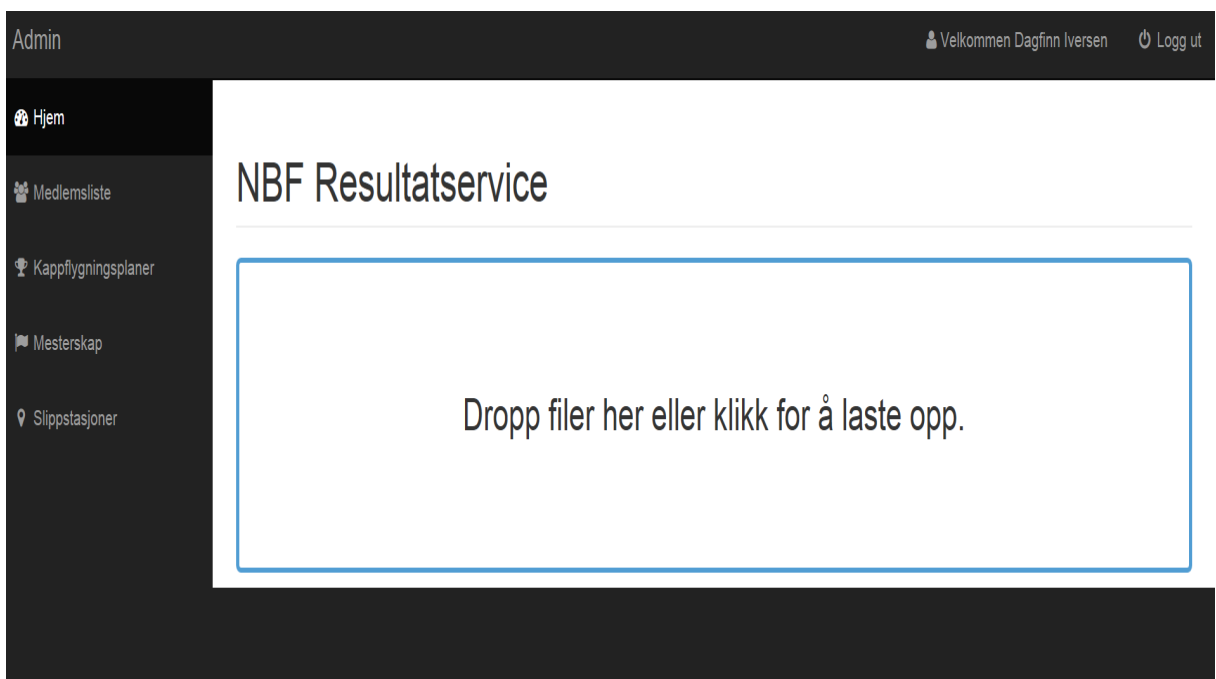 Admin
Velkommen Dagfinn Iversen
Logg ut
Hjem
Medlemsliste
Kappflygningsplaner
Mesterskap
Slippstasjoner
NBF Resultatservice
Dropp filer her eller klikk for å laste opp.